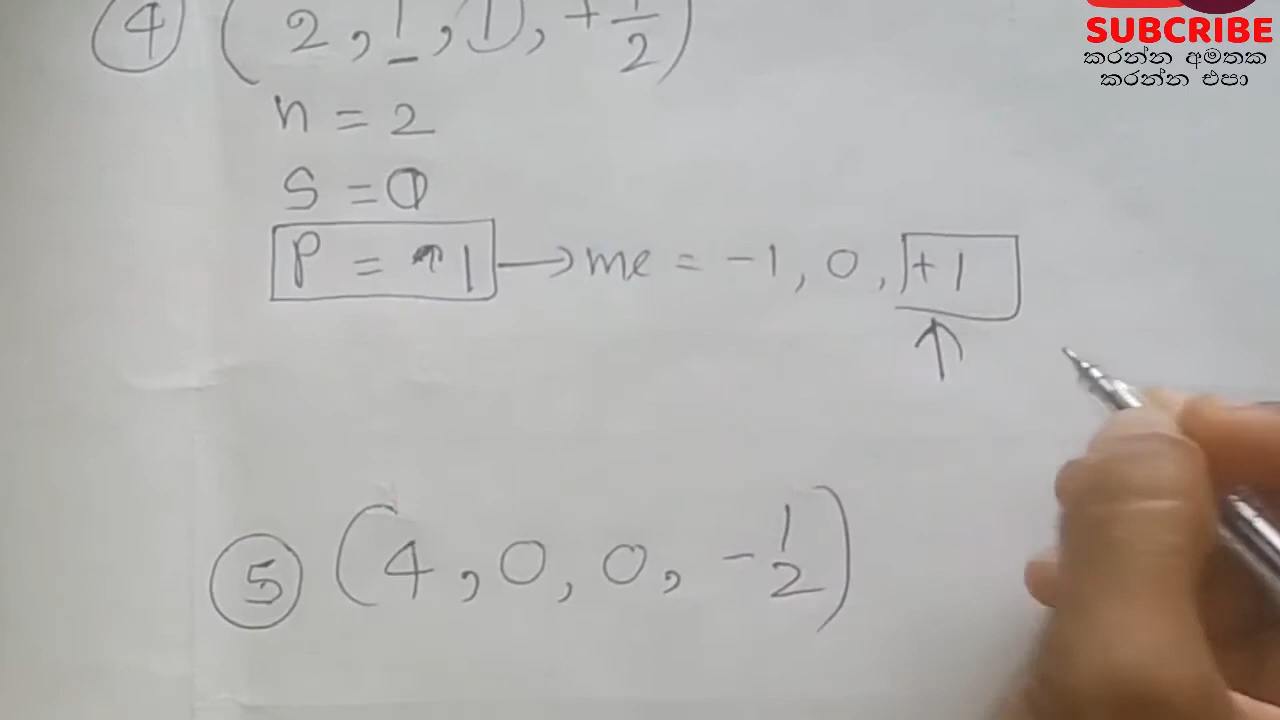 ④ (2, 1, 1, +1/2)
SUBCRIBE
කරන්න අමතක
කරන්න එපා
n = 2
S = 0
P = 1 → me = -1, 0, +1
↑
⑤ (4, 0, 0, -1/2)